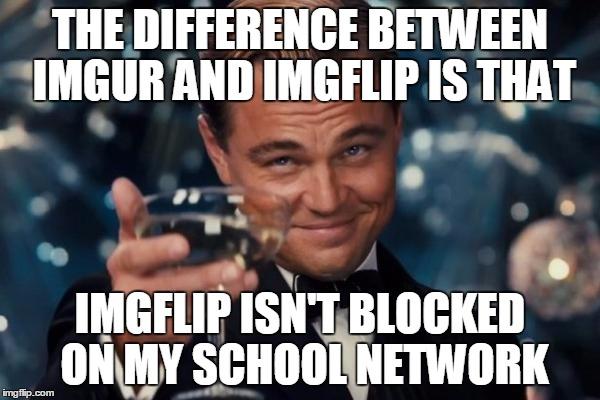 THE DIFFERENCE BETWEEN
IMGUR AND IMGFLIP IS THAT
IMGFLIP ISN'T BLOCKED
ON MY SCHOOL NETWORK
imgflip.com